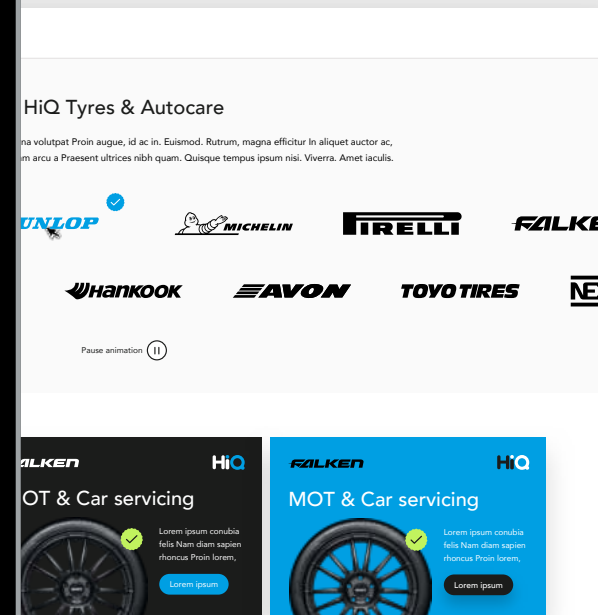 HiQ Tyres & Autocare
na volutpat Proin augue, id ac in. Euismod. Rutrum, magna efficitur In aliquet auctor ac,
m arcu a Praesent ultrices nibh quam. Quisque tempus ipsum nisi. Viverra. Amet iaculis.
UNLOP MICHELIN PIRELLI FALKE
HANKOOK AVON TOYO TIRES NE
Pause animation
ALKEN HiQ
OT & Car servicing
Lorem ipsum conubia
felis Nam diam sapien
rhoncus Proin lorem,
Lorem ipsum
FALKEN HiQ
MOT & Car servicing
Lorem ipsum conubia
felis Nam diam sapien
rhoncus Proin lorem,
Lorem ipsum